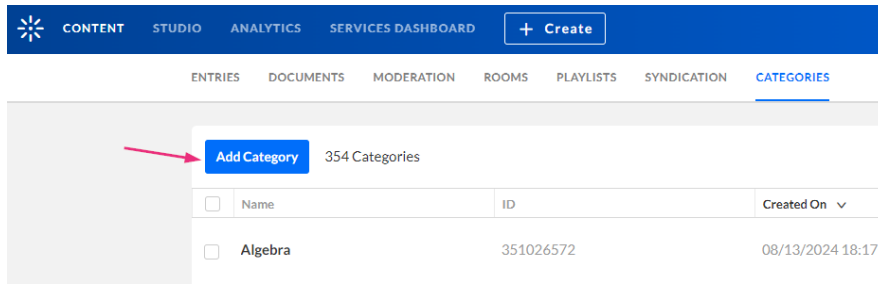 CONTENT STUDIO ANALYTICS SERVICES DASHBOARD + Create
ENTRIES DOCUMENTS MODERATION ROOMS PLAYLISTS SYNDICATION CATEGORIES
Add Category 354 Categories
Name ID Created On
Algebra 351026572 08/13/2024 18:17